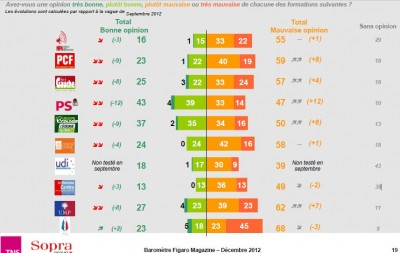 Avez-vous une opinion très bonne, plutôt bonne, plutôt mauvaise ou très mauvaise de chacune des formations suivantes ?
Les évolutions sont calculées par rapport à la vague de Septembre 2012
Total Bonne opinion
Total Mauvaise opinion
Sans opinion
(-3) 16 1 15 33 22 55 (+1) 29
PCF (-9) 23 1 22 40 19 59 (+8) 18
Gauche (-8) 25 3 22 33 24 57 (+4) 18
PS (-12) 43 4 39 33 14 47 (+12) 10
(-9) 37 2 35 34 16 50 (+8) 13
(-4) 24 0 24 42 16 58 (+1) 18
udi Non testé en septembre 18 1 17 30 9 39 Non testé en septembre 43
(-3) 13 0 13 36 13 49 (-2) 38
UMP (-9) 27 4 23 39 23 62 (+7) 11
(+2) 23 5 18 23 45 68 (-3) 9
TNS Sopra Baromètre Figaro Magazine – Décembre 2012 19